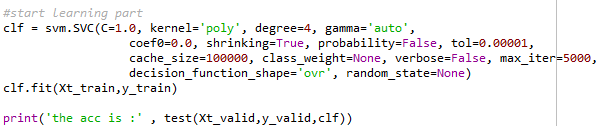 #start learning part
clf = svm.SVC(C=1.0, kernel='poly', degree=4, gamma='auto',
coef0=0.0, shrinking=True, probability=False, tol=0.00001,
cache_size=100000, class_weight=None, verbose=False, max_iter=5000,
decision_function_shape='ovr', random_state=None)
clf.fit(Xt_train,y_train)
print('the acc is :' , test(Xt_valid,y_valid,clf))